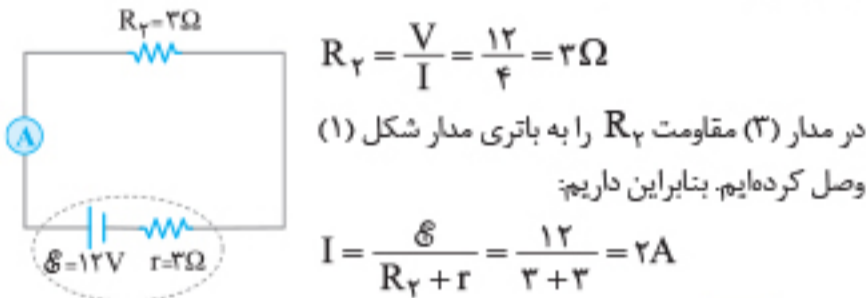 R۲=۳Ω
A
ℰ=۱۲V r=۳Ω
R۲ = V/I = ۱۲/۴ = ۳Ω
در مدار (۳) مقاومت R۲ را به باتری مدار شکل (۱)
وصل کرده‌ایم. بنابراین داریم:
I = ℰ/(R۲ + r) = ۱۲/(۳ + ۳) = ۲A